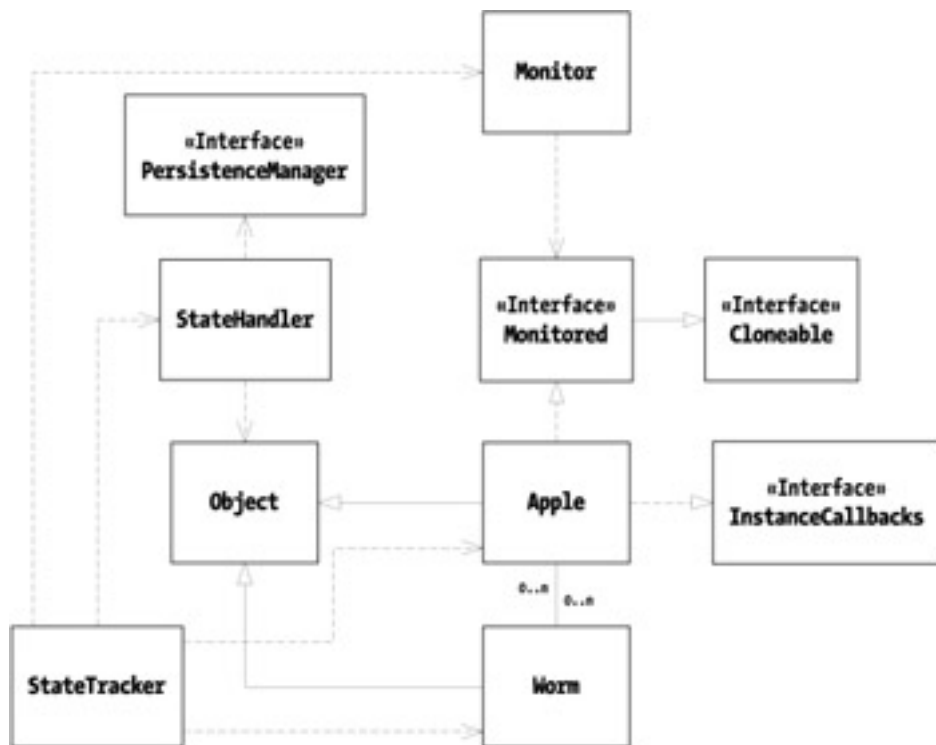 Monitor
«Interface»
PersistenceManager
StateHandler
«Interface»
Monitored
«Interface»
Cloneable
Object
Apple
«Interface»
InstanceCallbacks
0..n
0..n
StateTracker
Worm